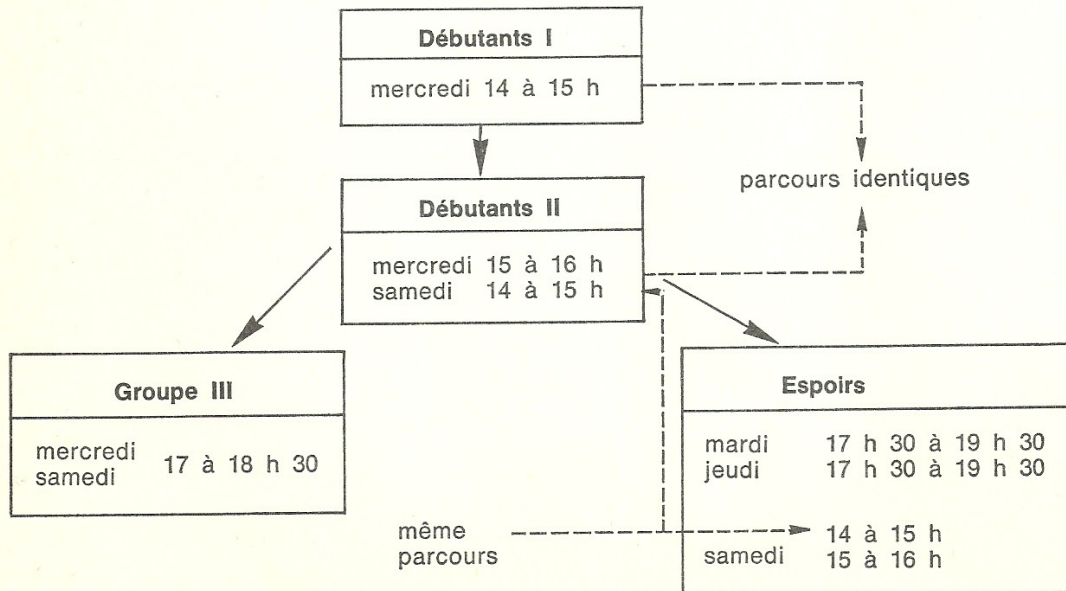 Débutants I
mercredi 14 à 15 h
parcours identiques
Débutants II
mercredi 15 à 16 h
samedi 14 à 15 h
Groupe III
mercredi
samedi 17 à 18 h 30
Espoirs
mardi 17 h 30 à 19 h 30
jeudi 17 h 30 à 19 h 30
même
parcours
14 à 15 h
samedi 15 à 16 h